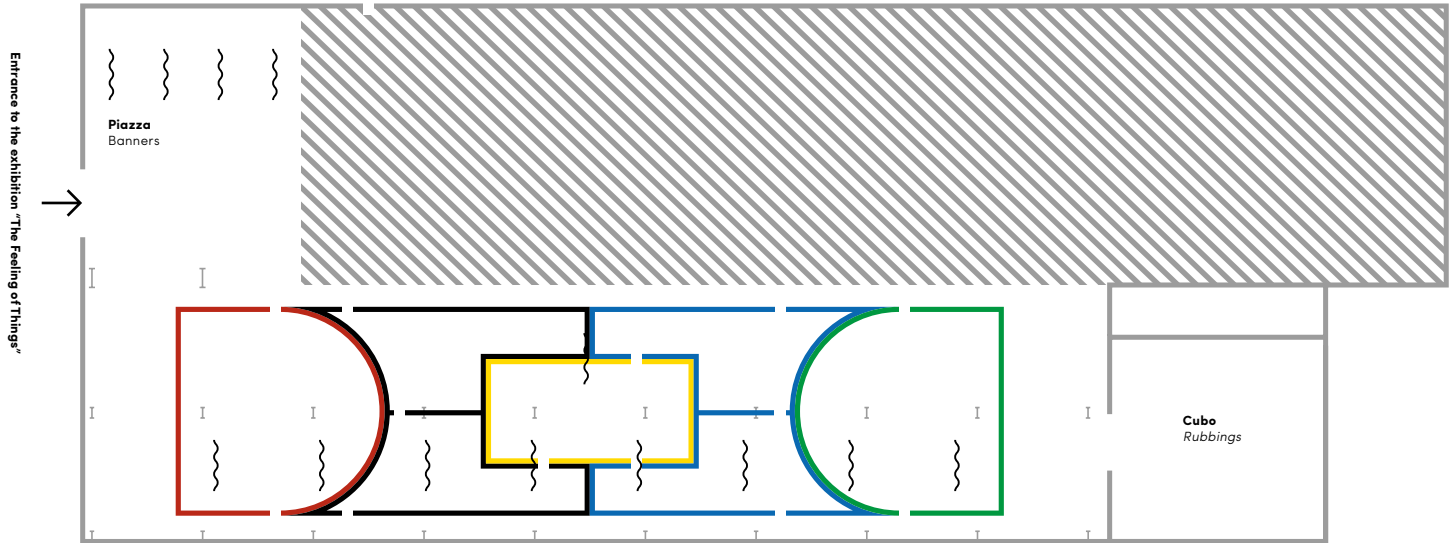 Entrance to the exhibition “The Feeling of Things”
Piazza
Banners
Cubo
Rubbings